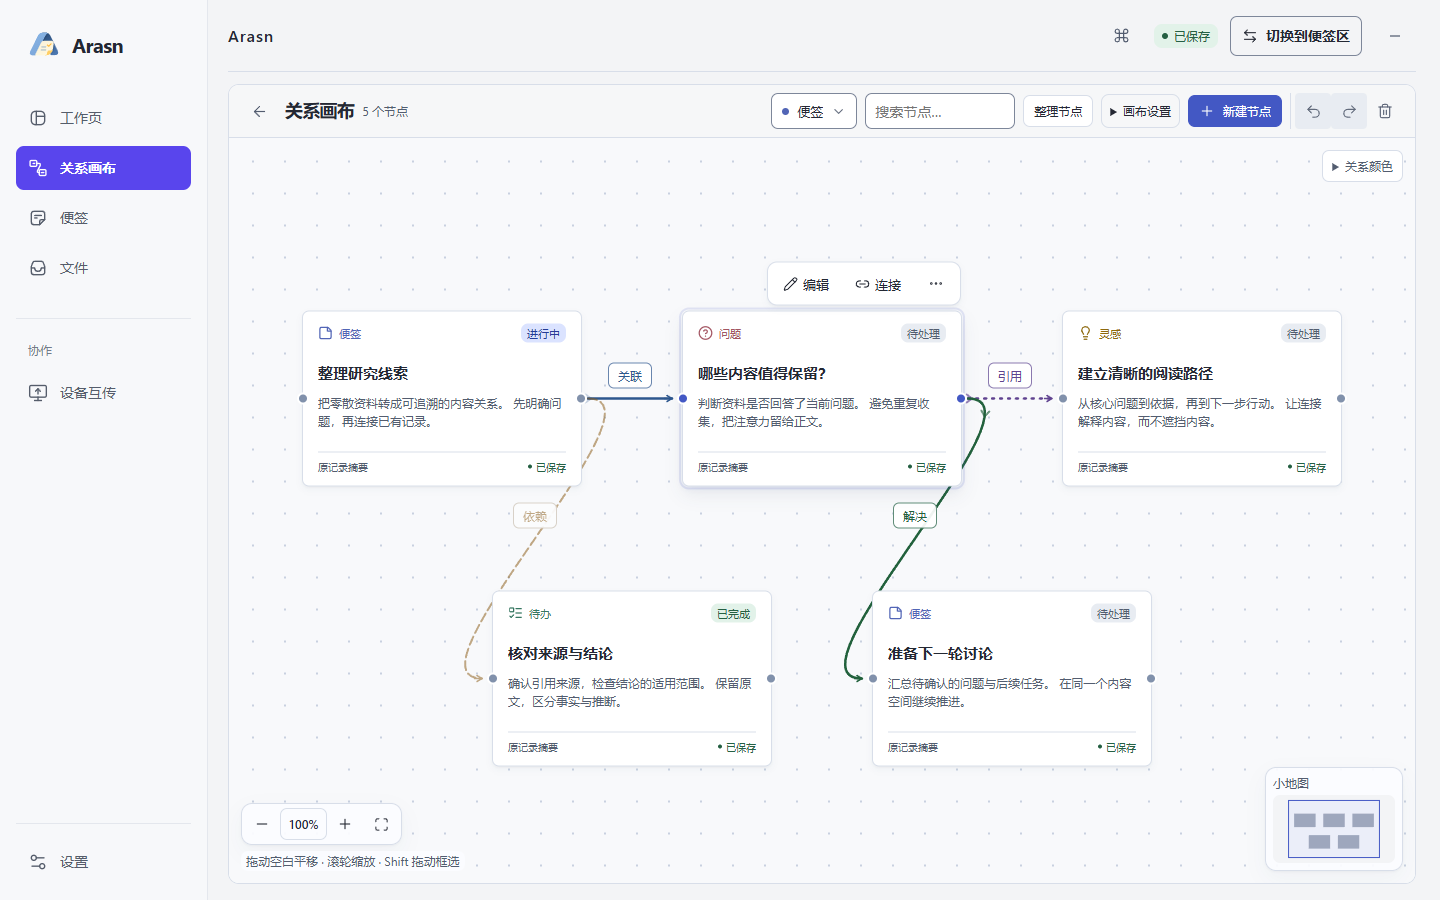 Arasn
工作页
关系画布
便签
文件
协作
设备互传
设置
Arasn
已保存
切换到便签区
关系画布 5 个节点
便签
搜索节点...
整理节点
画布设置
新建节点
关系颜色
编辑 连接
便签 进行中
整理研究线索
把零散资料转成可追溯的内容关系。 先明确问
题，再连接已有记录。
原记录摘要 已保存
关联
问题 待处理
哪些内容值得保留？
判断资料是否回答了当前问题。 避免重复收
集，把注意力留给正文。
原记录摘要 已保存
引用
灵感 待处理
建立清晰的阅读路径
从核心问题到依据，再到下一步行动。 让连接
解释内容，而不遮挡内容。
原记录摘要 已保存
依赖
解决
待办 已完成
核对来源与结论
确认引用来源，检查结论的适用范围。 保留原
文，区分事实与推断。
原记录摘要 已保存
便签 待处理
准备下一轮讨论
汇总待确认的问题与后续任务。 在同一个内容
空间继续推进。
原记录摘要 已保存
100%
拖动空白平移 · 滚轮缩放 · Shift 拖动框选
小地图